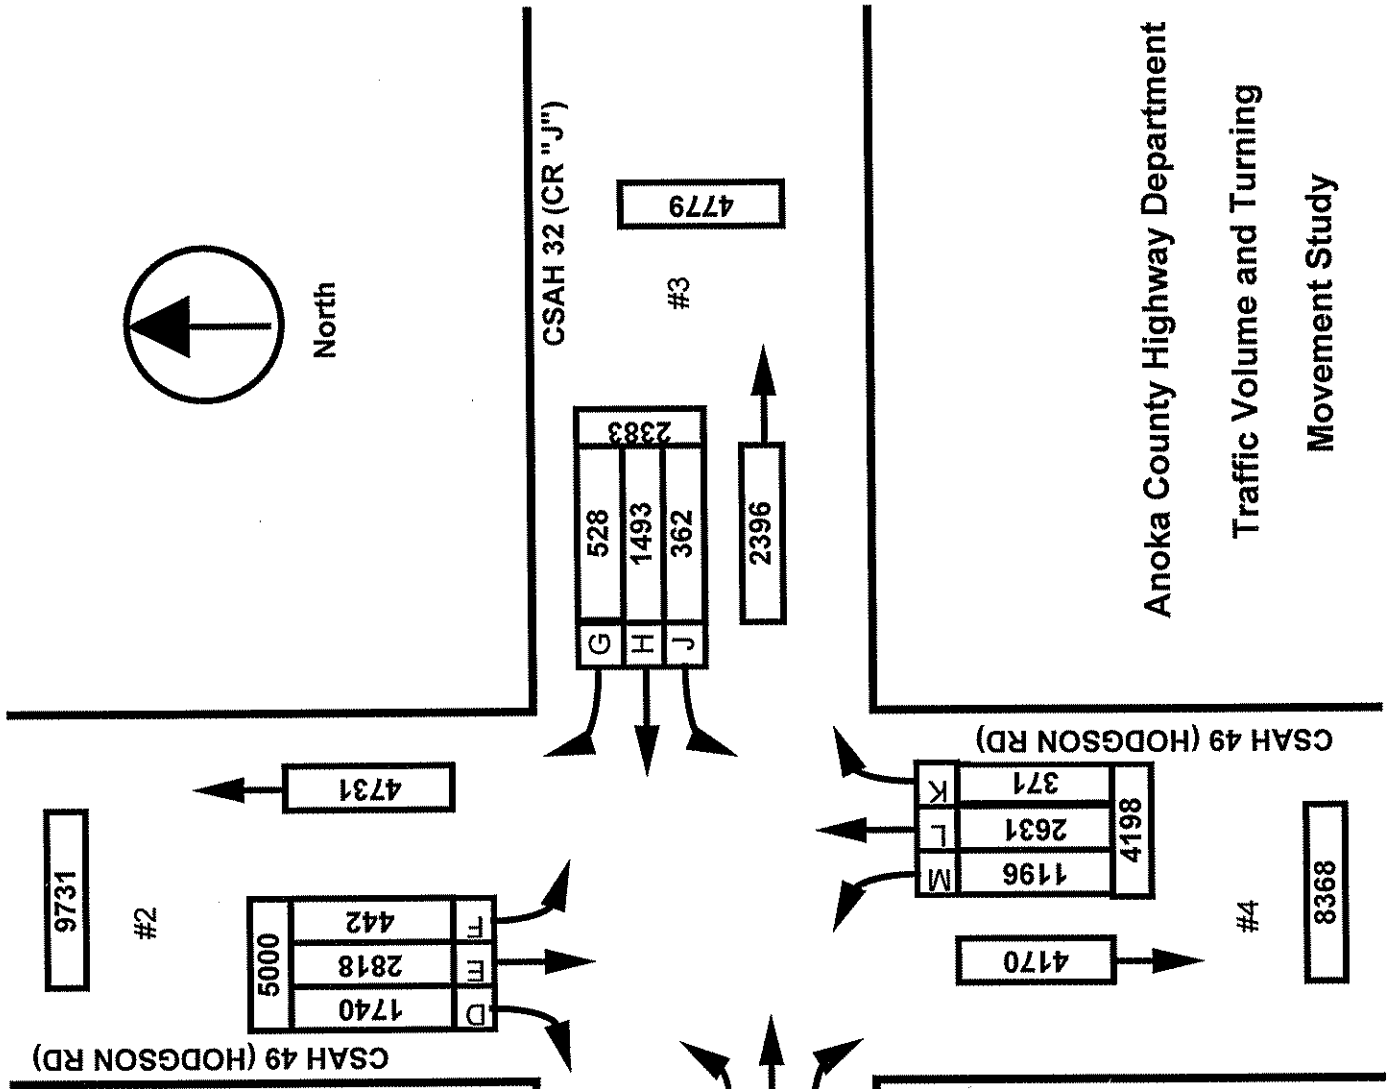 Anoka County Highway Department
Traffic Volume and Turning
Movement Study
North
CSAH 32 (CR "J")
#3
4779
2383
G 528
H 1493
J 362
2396
CSAH 49 (HODGSON RD)
#2
9731
4731
5000
D 1740
E 2818
F 442
CSAH 49 (HODGSON RD)
K 371
L 2631
M 1196
4198
4170
#4
8368